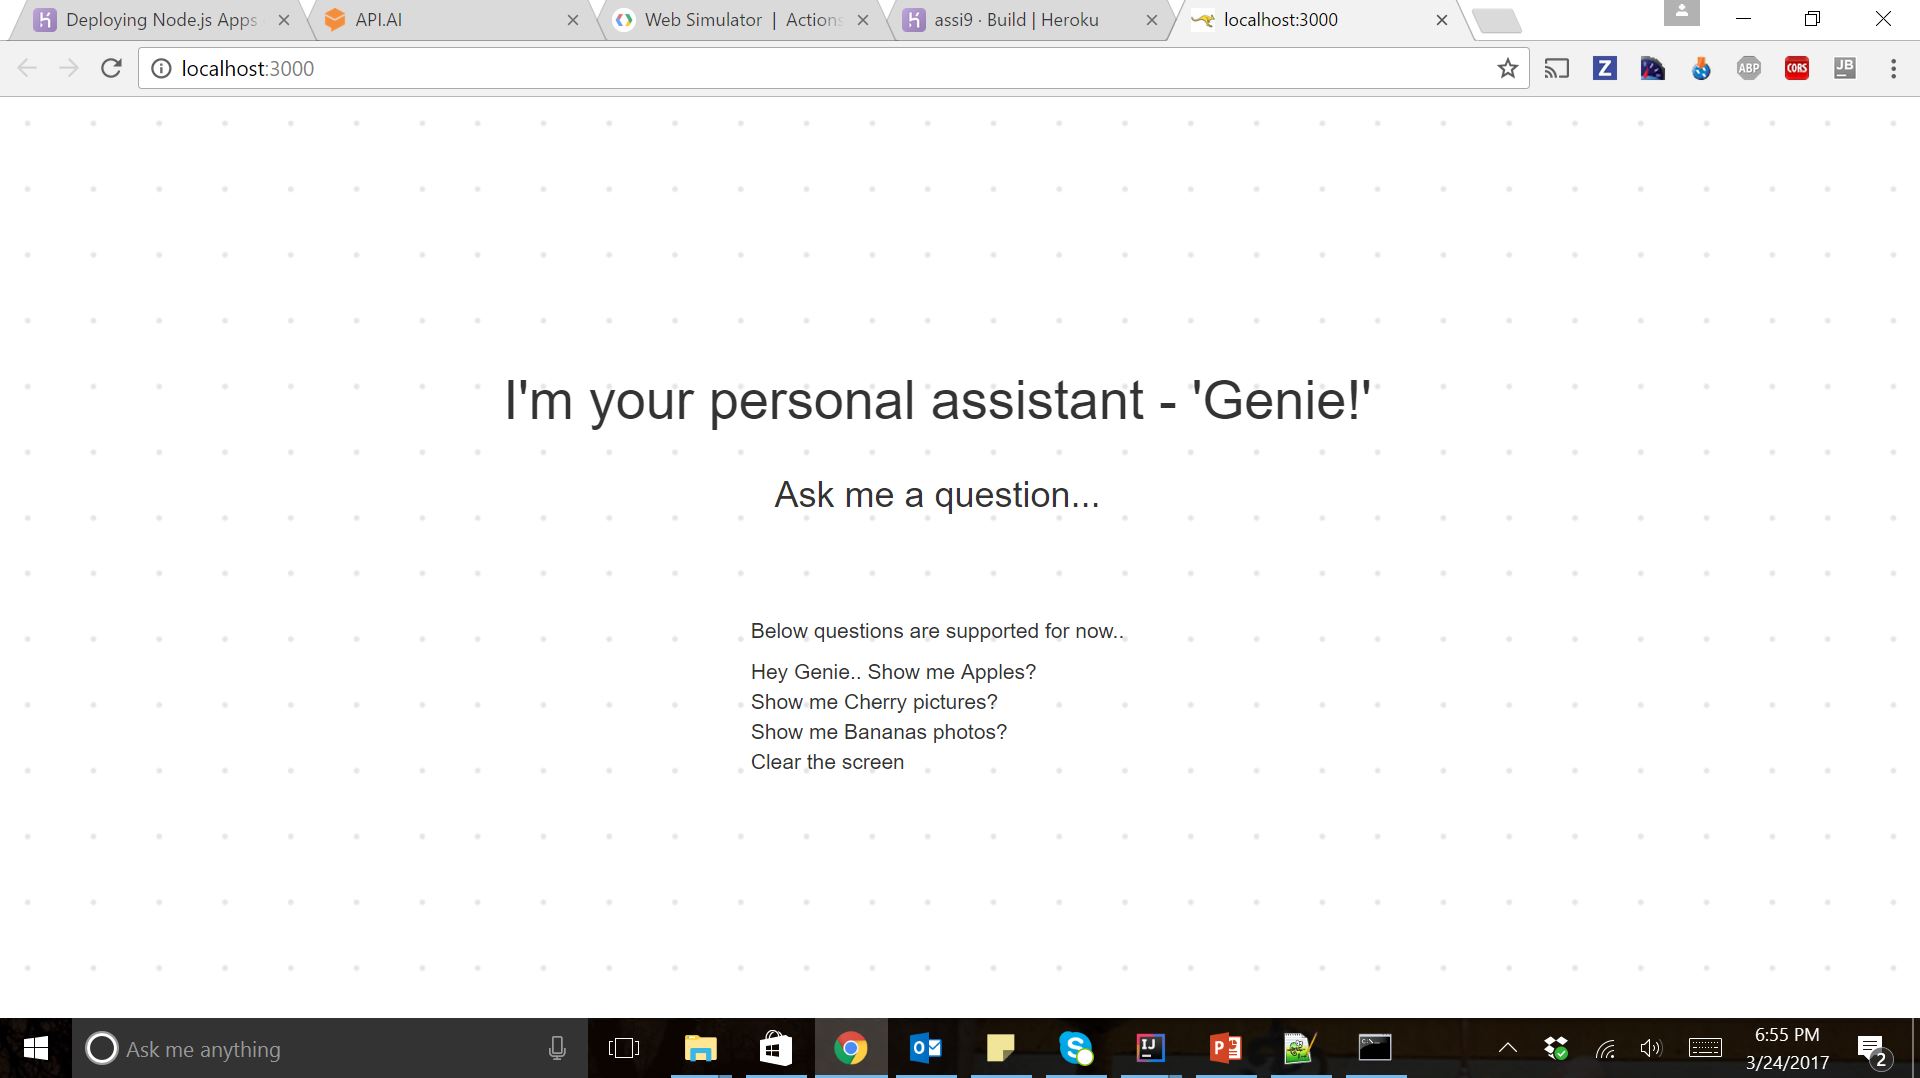 Deploying Node.js Apps
API.AI
Web Simulator | Actions
assi9 · Build | Heroku
localhost:3000
localhost:3000
Z
ABP
CORS
JB
I'm your personal assistant - 'Genie!'
Ask me a question...
Below questions are supported for now..
Hey Genie.. Show me Apples?
Show me Cherry pictures?
Show me Bananas photos?
Clear the screen
Ask me anything
6:55 PM
3/24/2017
2